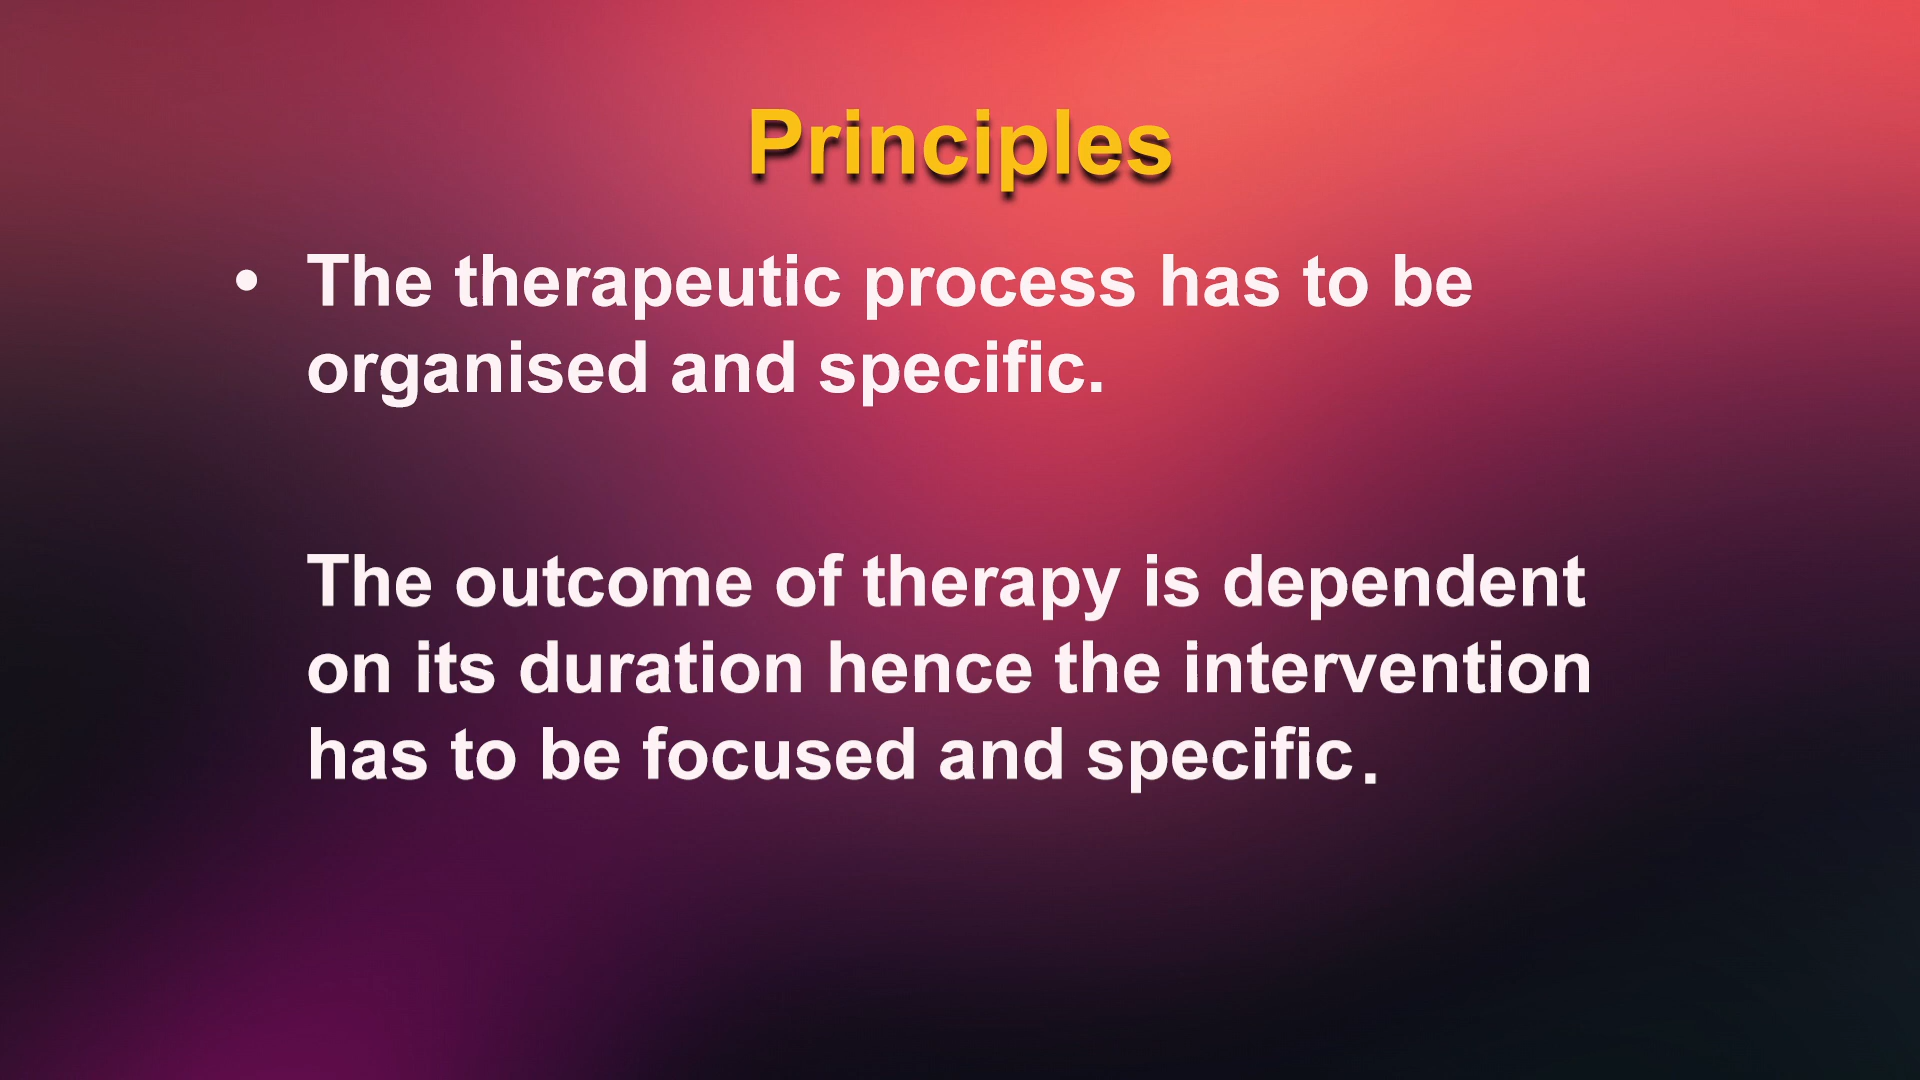 Principles
• The therapeutic process has to be
organised and specific.
The outcome of therapy is dependent
on its duration hence the intervention
has to be focused and specific.